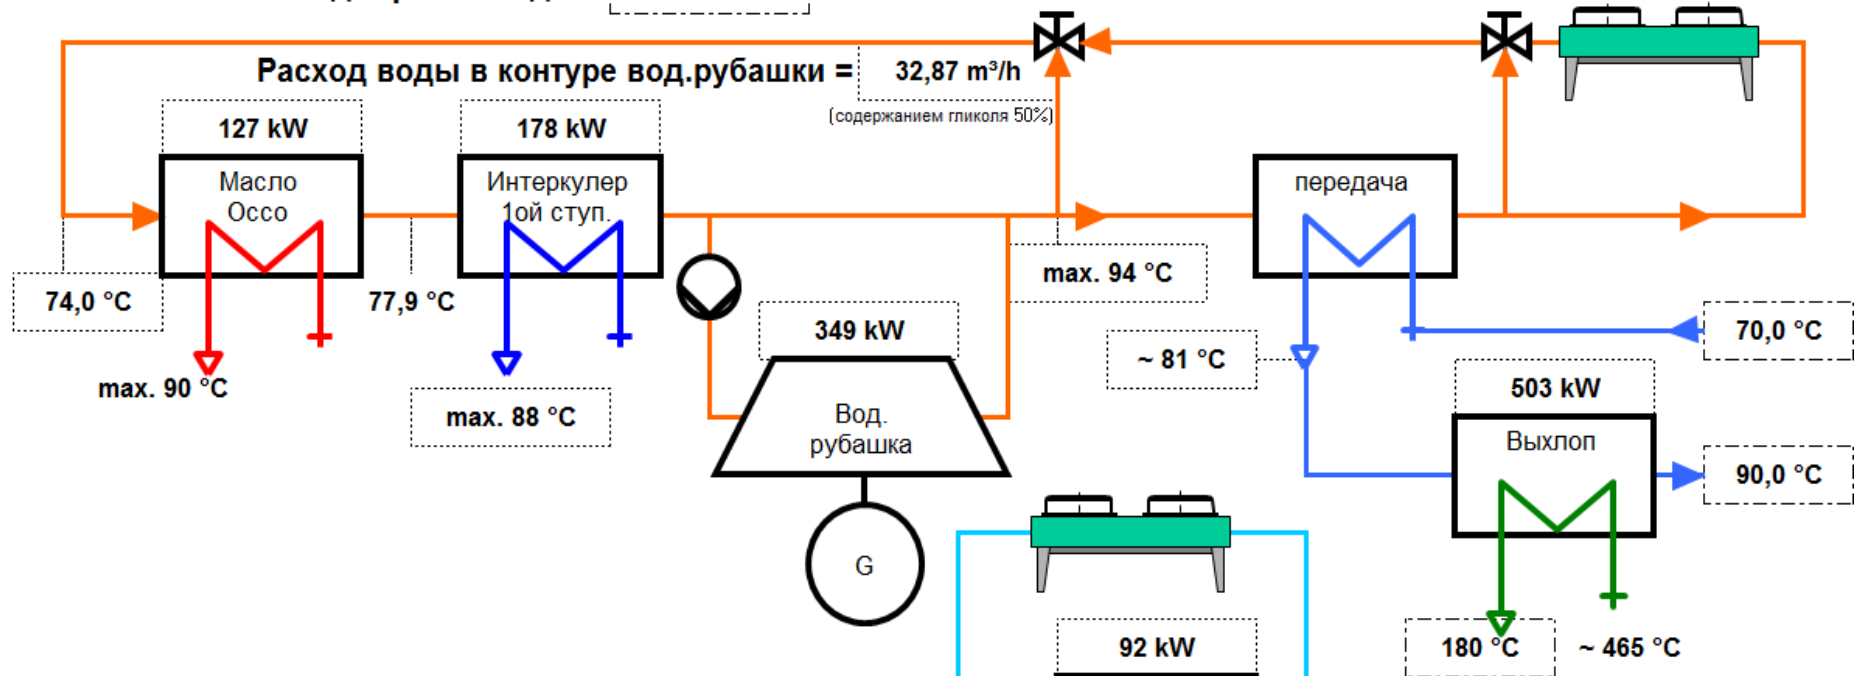 Расход воды в контуре вод.рубашки = 32,87 m³/h
(содержанием гликоля 50%)
127 kW
178 kW
Масло
Осco
Интеркулер
1ой ступ.
передача
74,0 °C
77,9 °C
max. 94 °C
max. 90 °C
max. 88 °C
349 kW
Вод.
рубашка
G
~ 81 °C
70,0 °C
503 kW
Выхлоп
90,0 °C
92 kW
180 °C
~ 465 °C